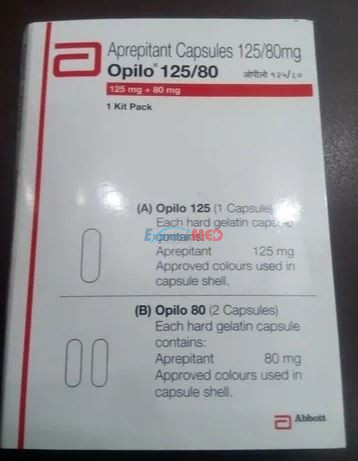 Aprepitant Capsules 125/80mg
Opilo® 125/80 ओपीलो १२५/८०
125 mg + 80 mg
1 Kit Pack
(A) Opilo 125 (1 Capsule)
Each hard gelatin capsule
contains:
Aprepitant 125 mg
Approved colours used in
capsule shell.
(B) Opilo 80 (2 Capsules)
Each hard gelatin capsule
contains:
Aprepitant 80 mg
Approved colours used in
capsule shell.
Abbott